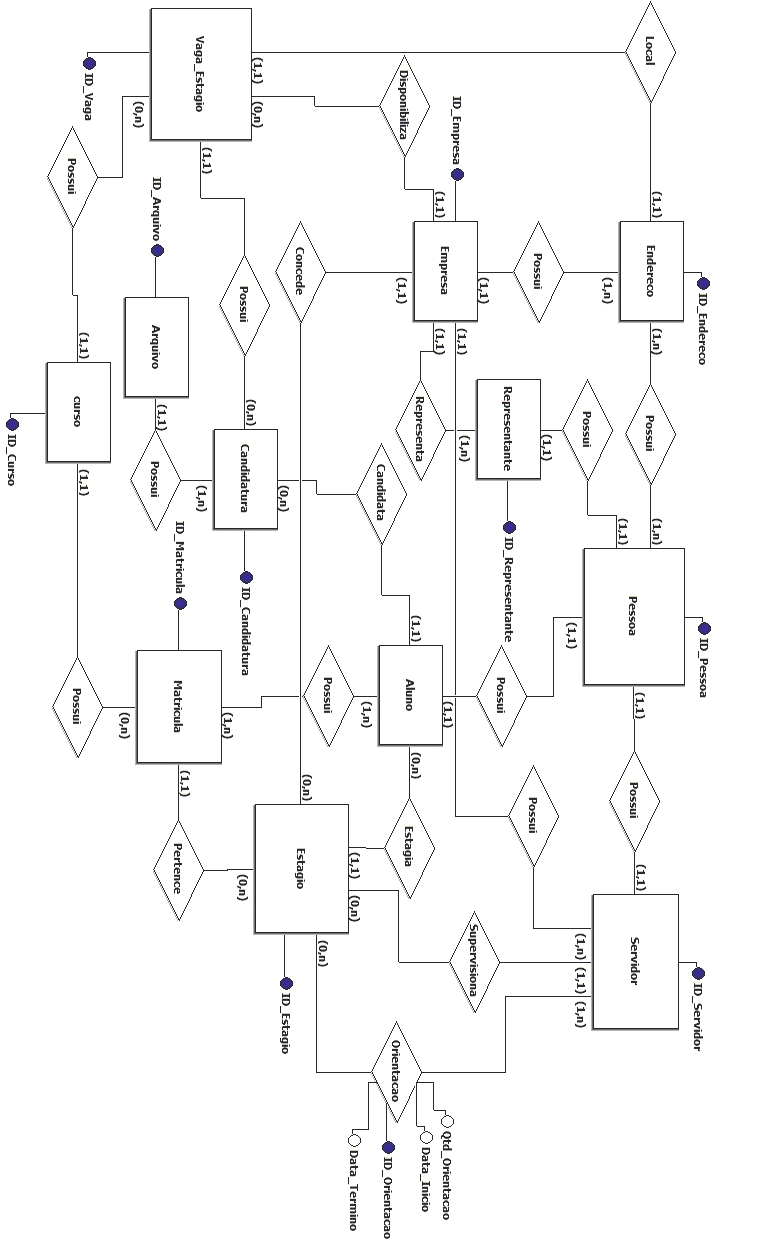 ID_Endereco
ID_Pessoa
ID_Servidor
Local
(1,1)
Endereco
(1,n)
Possui
(1,n)
Pessoa
(1,1)
Possui
(1,1)
Servidor
(1,n)
(1,1)
Possui
(1,1)
(1,n)
(1,1)
(1,n)
Possui
(1,1)
Possui
Representante
ID_Representante
Possui
(1,1)
(1,n)
Supervisiona
ID_Empresa
(1,1)
(1,1)
Qtd_Orientacao
(1,1)
Empresa
(1,1)
Data_Inicio
Disponibiliza
Representa
(1,1)
Aluno
(0,n)
Estagia
Orientacao
(1,1)
Candidata
ID_Orientacao
(1,n)
(1,1)
(0,n)
Data_Termino
Possui
(0,n)
Concede
(0,n)
Estagio
(0,n)
ID_Estagio
(1,1)
(0,n)
Possui
(0,n)
Candidatura
ID_Candidatura
(1,n)
(0,n)
Vaga_Estagio
(1,1)
(1,n)
ID_Matricula
Matricula
(1,1)
Pertence
ID_Arquivo
Arquivo
(1,1)
Possui
(0,n)
(0,n)
ID_Vaga
Possui
(1,1)
curso
(1,1)
Possui
ID_Curso